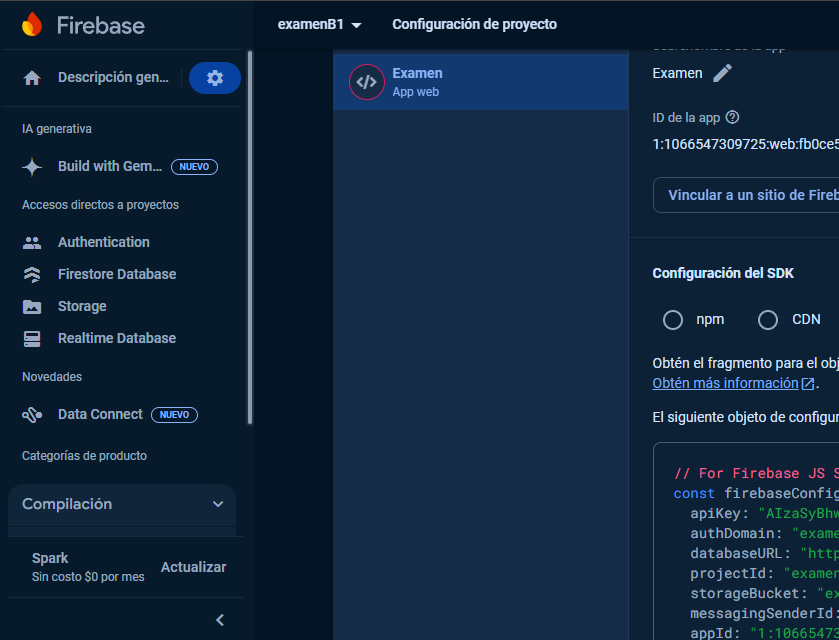 Firebase
examenB1
Configuración de proyecto
Descripción gen...
IA generativa
Build with Gem...
NUEVO
Accesos directos a proyectos
Authentication
Firestore Database
Storage
Realtime Database
Novedades
Data Connect
NUEVO
Categorías de producto
Compilación
Spark
Sin costo $0 por mes
Actualizar
Examen
App web
Examen
ID de la app
1:1066547309725:web:fb0ce5
Vincular a un sitio de Fireb
Configuración del SDK
npm
CDN
Obtén el fragmento para el obj
Obtén más información.
El siguiente objeto de configur
// For Firebase JS S
const firebaseConfig
apiKey: "AIzaSyBhw
authDomain: "exame
databaseURL: "http
projectId: "examen
storageBucket: "ex
messagingSenderId:
appId: "1:10665473